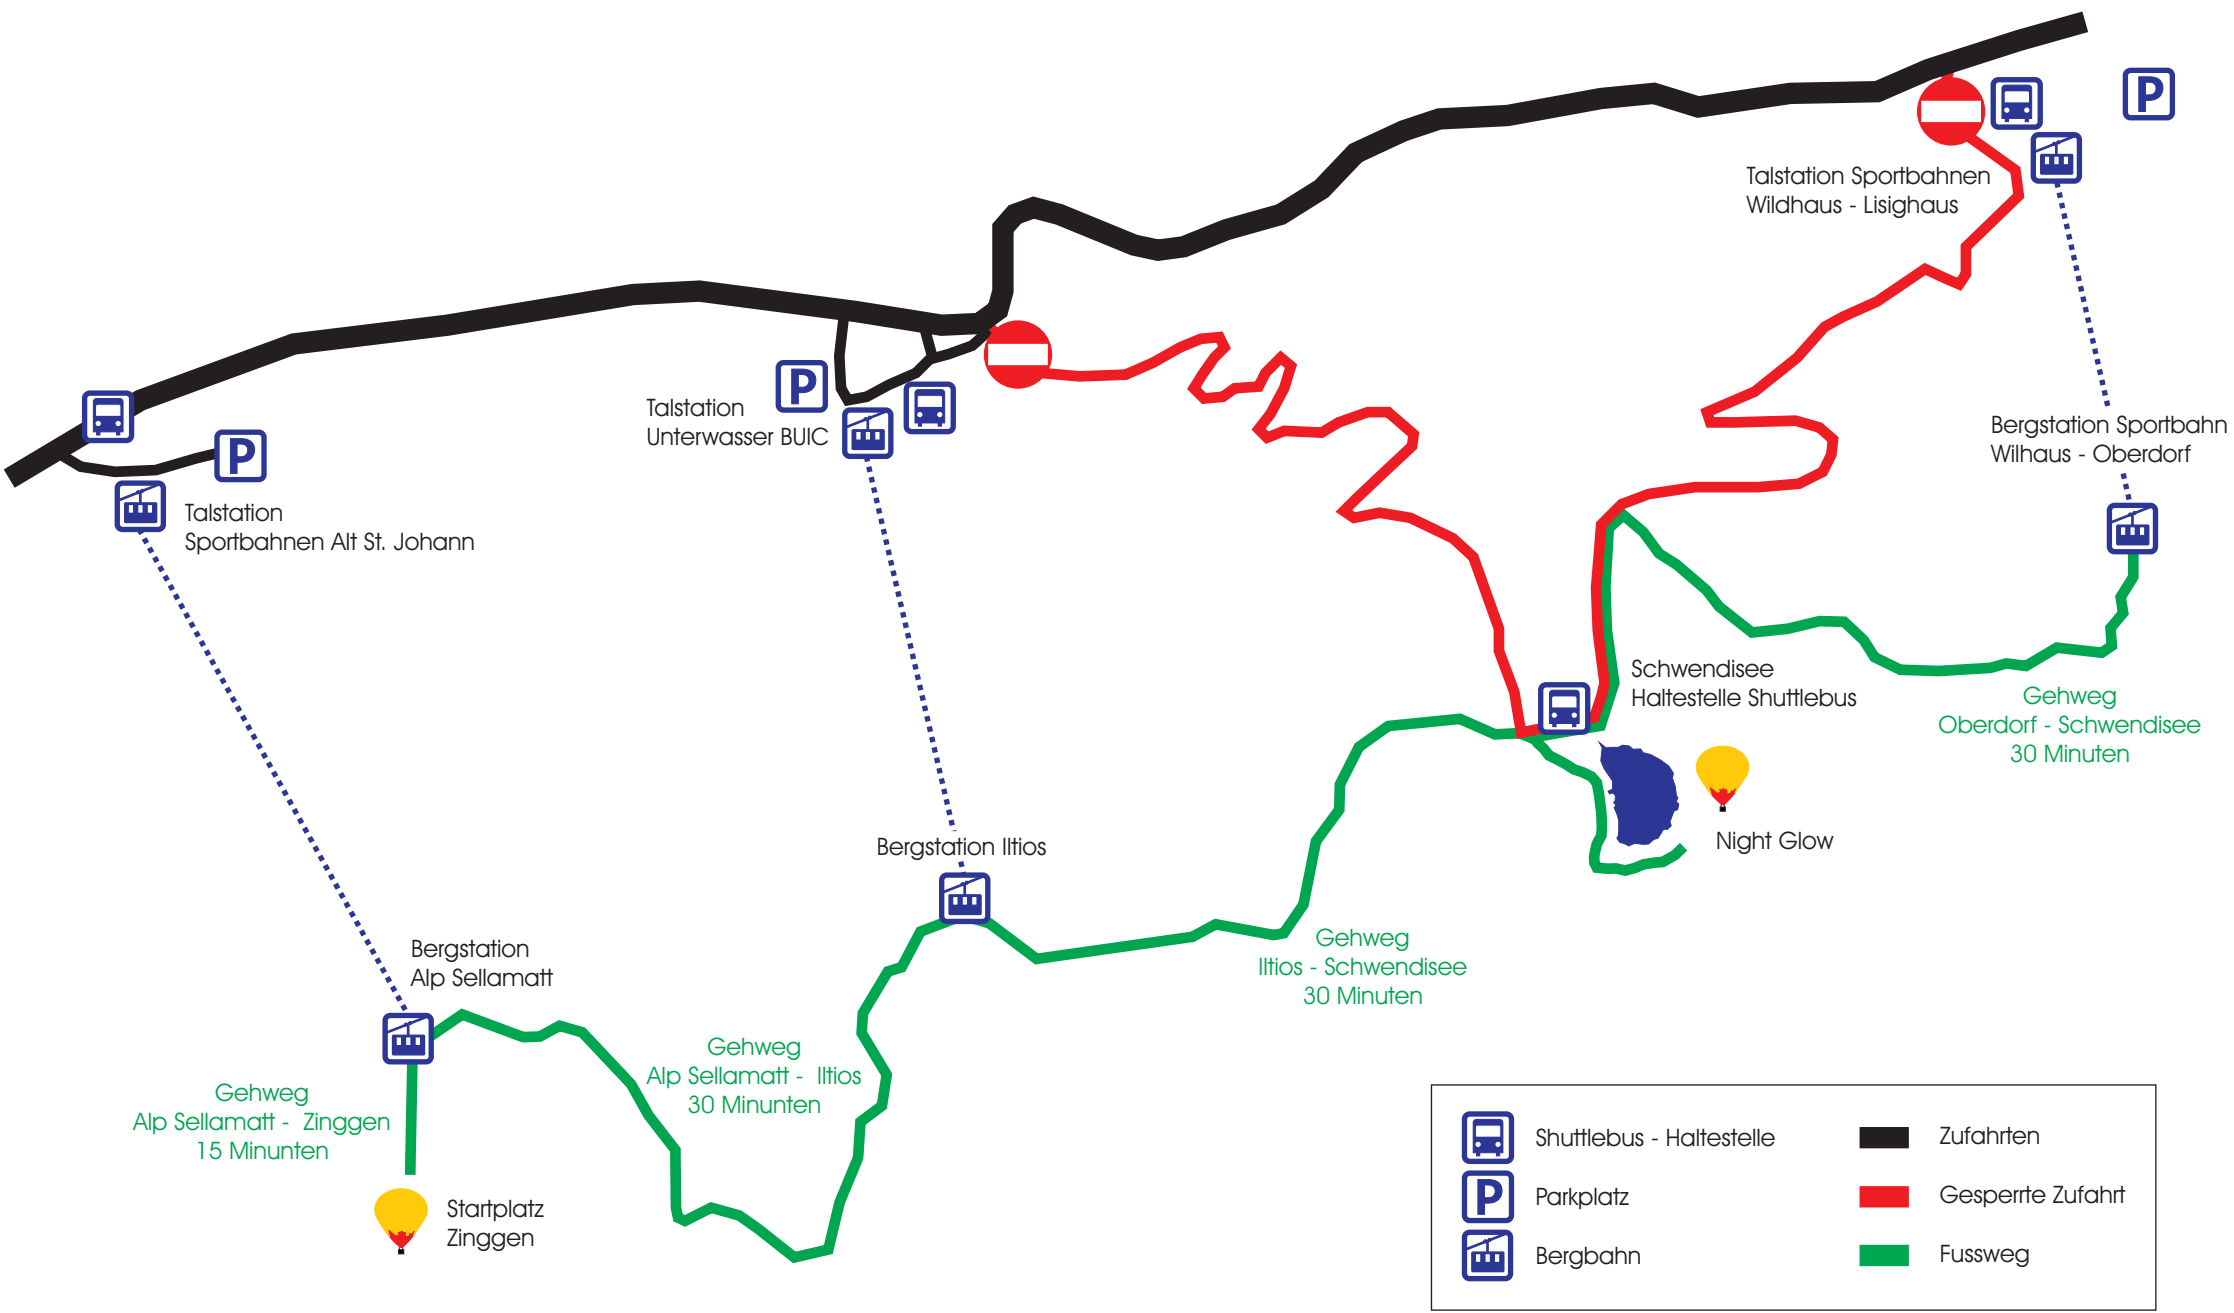 P
Talstation Sportbahnen
Wildhaus - Lisighaus
P
Talstation
Unterwasser BUIC
P
Talstation
Sportbahnen Alt St. Johann
Bergstation Sportbahn
Wilhaus - Oberdorf
Schwendisee
Haltestelle Shuttlebus
Gehweg
Oberdorf - Schwendisee
30 Minuten
Night Glow
Bergstation Iltios
Gehweg
Iltios - Schwendisee
30 Minuten
Bergstation
Alp Sellamatt
Gehweg
Alp Sellamatt - Iltios
30 Minunten
Gehweg
Alp Sellamatt - Zinggen
15 Minunten
Startplatz
Zinggen
Shuttlebus - Haltestelle
P Parkplatz
Bergbahn
Zufahrten
Gesperrte Zufahrt
Fussweg